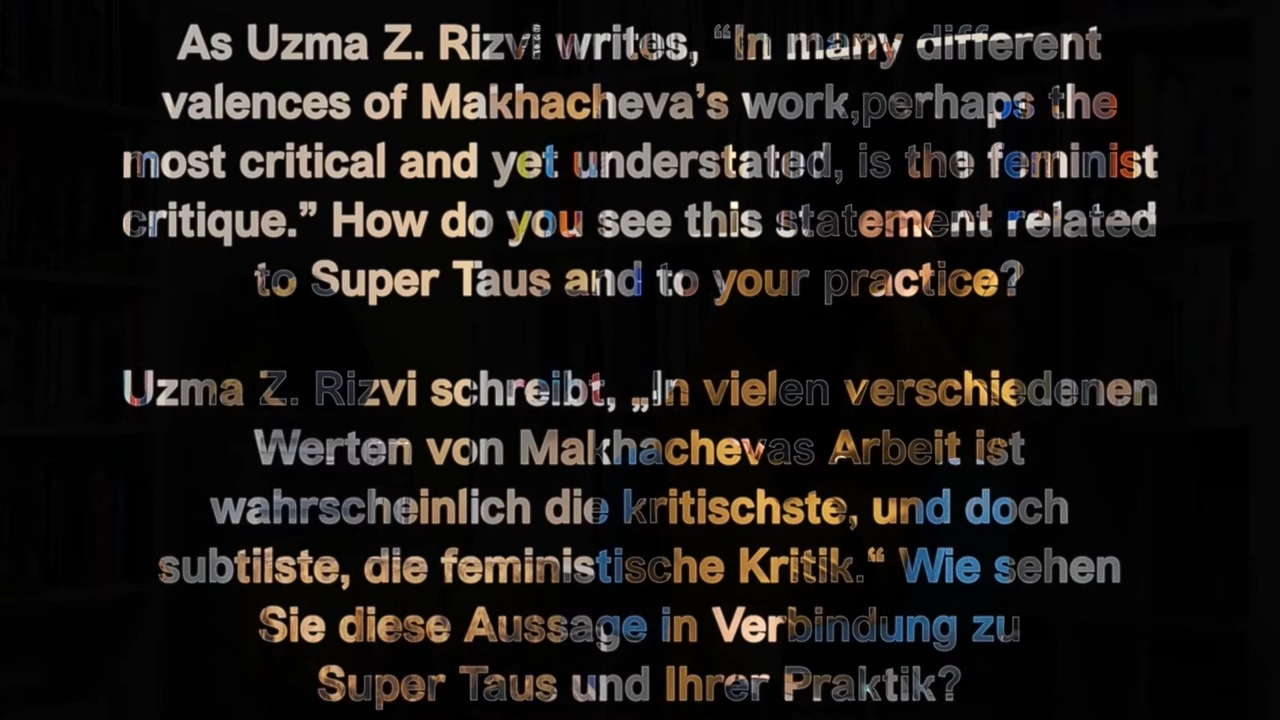 As Uzma Z. Rizvi writes, “In many different
valences of Makhacheva’s work,perhaps the
most critical and yet understated, is the feminist
critique.” How do you see this statement related
to Super Taus and to your practice?
Uzma Z. Rizvi schreibt, „In vielen verschiedenen
Werten von Makhachevas Arbeit ist
wahrscheinlich die kritischste, und doch
subtilste, die feministische Kritik.“ Wie sehen
Sie diese Aussage in Verbindung zu
Super Taus und Ihrer Praktik?